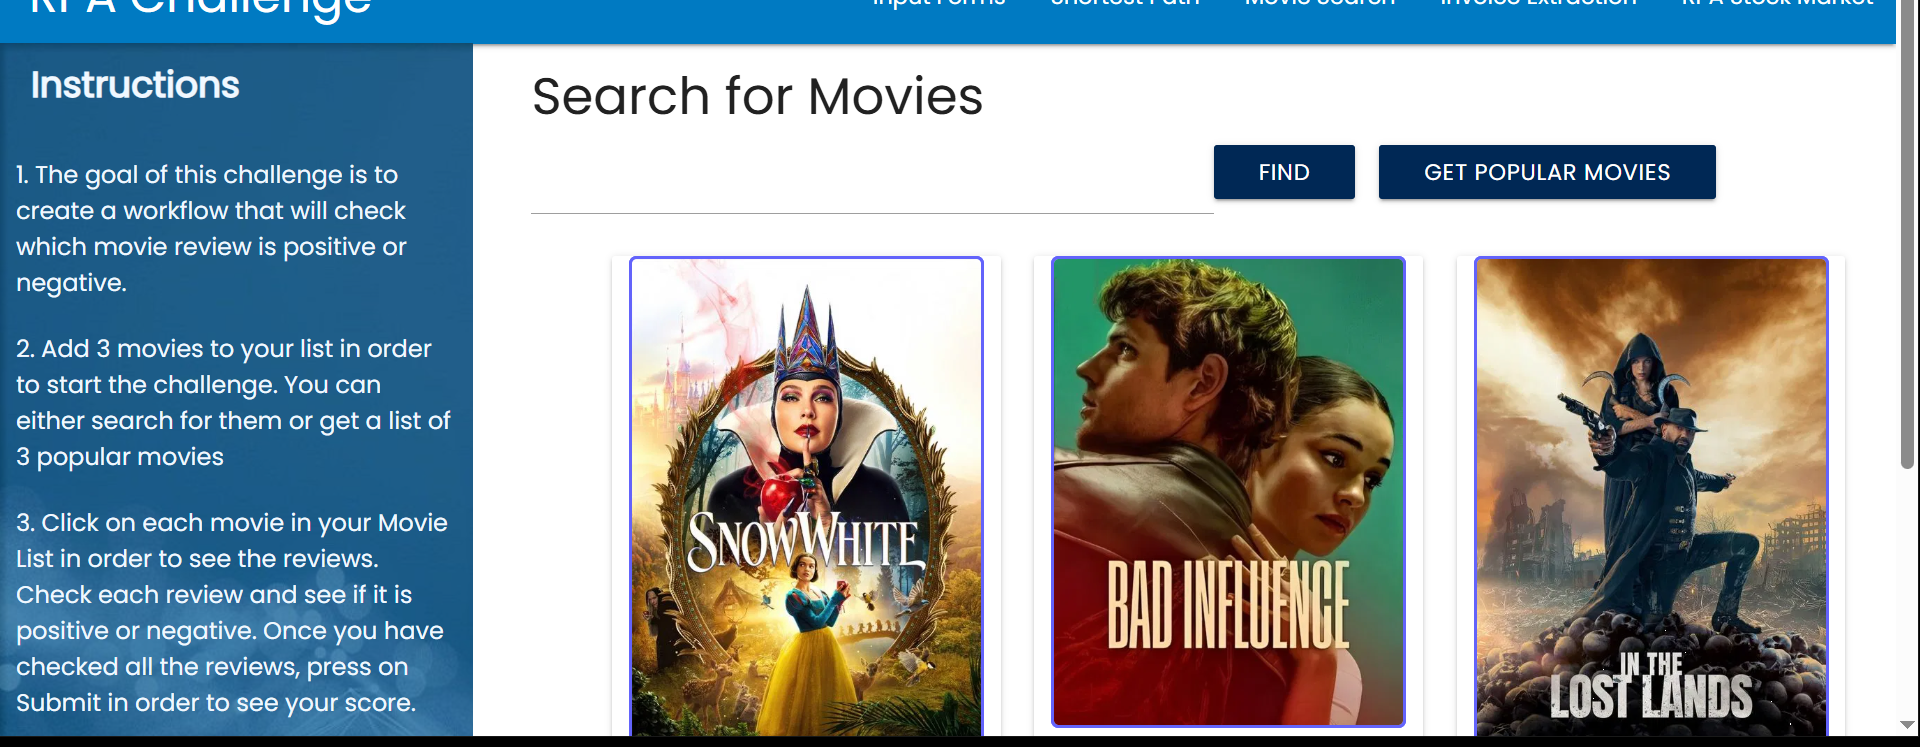 RPA Challenge
Input Forms Shortest Path Movie Search Invoice Extraction RPA Stock Market
Instructions
1. The goal of this challenge is to
create a workflow that will check
which movie review is positive or
negative.
2. Add 3 movies to your list in order
to start the challenge. You can
either search for them or get a list of
3 popular movies
3. Click on each movie in your Movie
List in order to see the reviews.
Check each review and see if it is
positive or negative. Once you have
checked all the reviews, press on
Submit in order to see your score.
Search for Movies
FIND
GET POPULAR MOVIES
SNOW WHITE
BAD INFLUENCE
IN THE
LOST LANDS